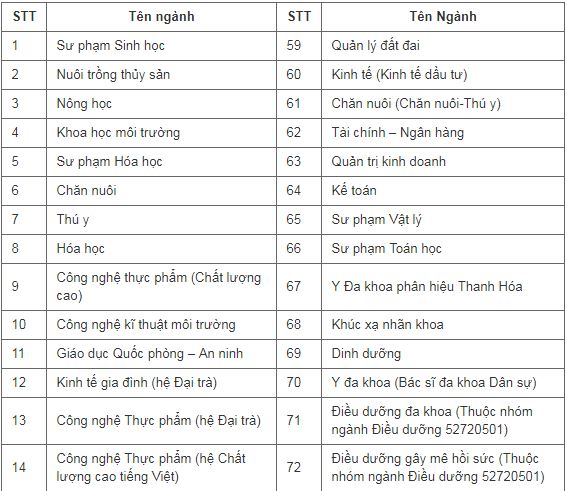 STT Tên ngành STT Tên Ngành
1 Sư phạm Sinh học 59 Quản lý đất đai
2 Nuôi trồng thủy sản 60 Kinh tế (Kinh tế dầu tư)
3 Nông học 61 Chăn nuôi (Chăn nuôi-Thú y)
4 Khoa học môi trường 62 Tài chính – Ngân hàng
5 Sư phạm Hóa học 63 Quản trị kinh doanh
6 Chăn nuôi 64 Kế toán
7 Thú y 65 Sư phạm Vật lý
8 Hóa học 66 Sư phạm Toán học
9 Công nghệ thực phẩm (Chất lượng
cao) 67 Y Đa khoa phân hiệu Thanh Hóa
10 Công nghệ kĩ thuật môi trường 68 Khúc xạ nhãn khoa
11 Giáo dục Quốc phòng – An ninh 69 Dinh dưỡng
12 Kinh tế gia đình (hệ Đại trà) 70 Y đa khoa (Bác sĩ đa khoa Dân sự)
13 Công nghệ Thực phẩm (hệ Đại trà) 71 Điều dưỡng đa khoa (Thuộc nhóm
ngành Điều dưỡng 52720501)
14 Công nghệ Thực phẩm (hệ Chất
lượng cao tiếng Việt) 72 Điều dưỡng gây mê hồi sức (Thuộc
nhóm ngành Điều dưỡng 52720501)